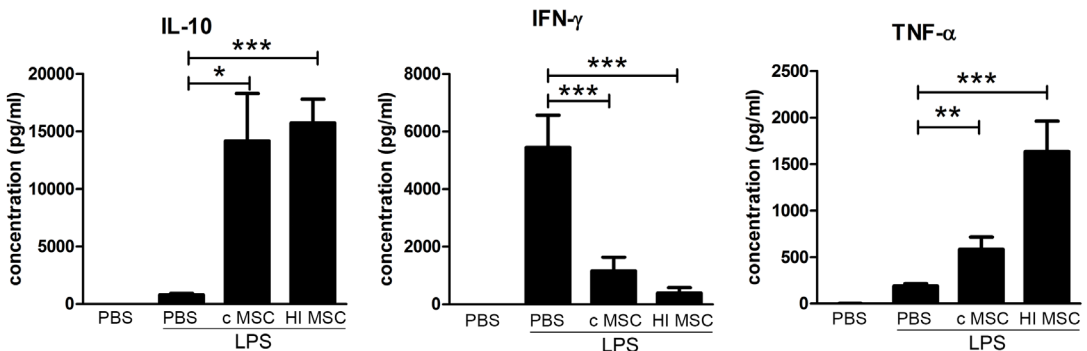 IL-10
***
*
concentration (pg/ml)
20000
15000
10000
5000
0
PBS
PBS
c MSC
HI MSC
LPS
IFN-γ
***
***
concentration (pg/ml)
8000
6000
4000
2000
0
PBS
PBS
c MSC
HI MSC
LPS
TNF-α
***
**
concentration (pg/ml)
2500
2000
1500
1000
500
0
PBS
PBS
c MSC
HI MSC
LPS